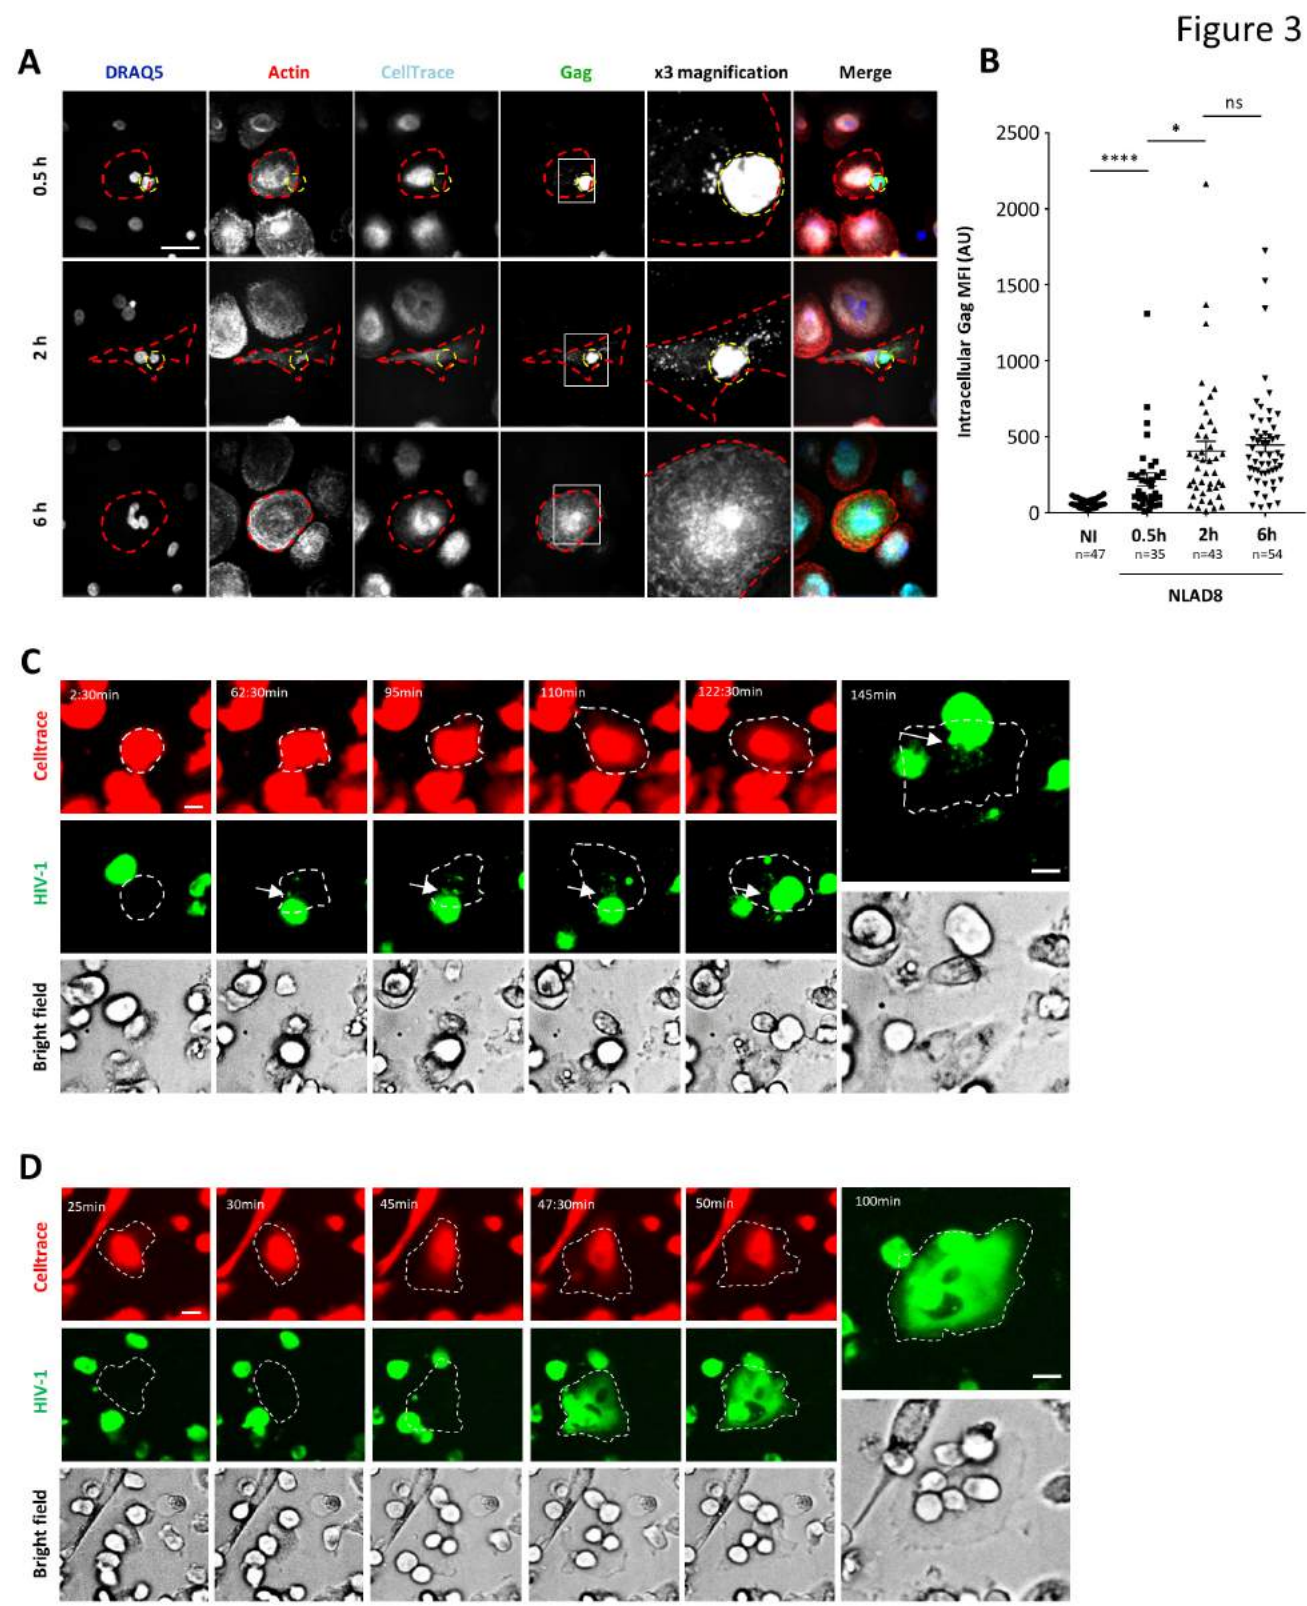 Figure 3
A
DRAQ5 Actin CellTrace Gag x3 magnification Merge
0.5 h
2 h
6 h
B
ns
*
****
2500
2000
1500
1000
500
0
Intracellular Gag MFI (AU)
NI 0.5h 2h 6h
n=47 n=35 n=43 n=54
NLAD8
C
2:30min 62:30min 95min 110min 122:30min 145min
Celltrace
HIV-1
Bright field
D
25min 30min 45min 47:30min 50min 100min
Celltrace
HIV-1
Bright field